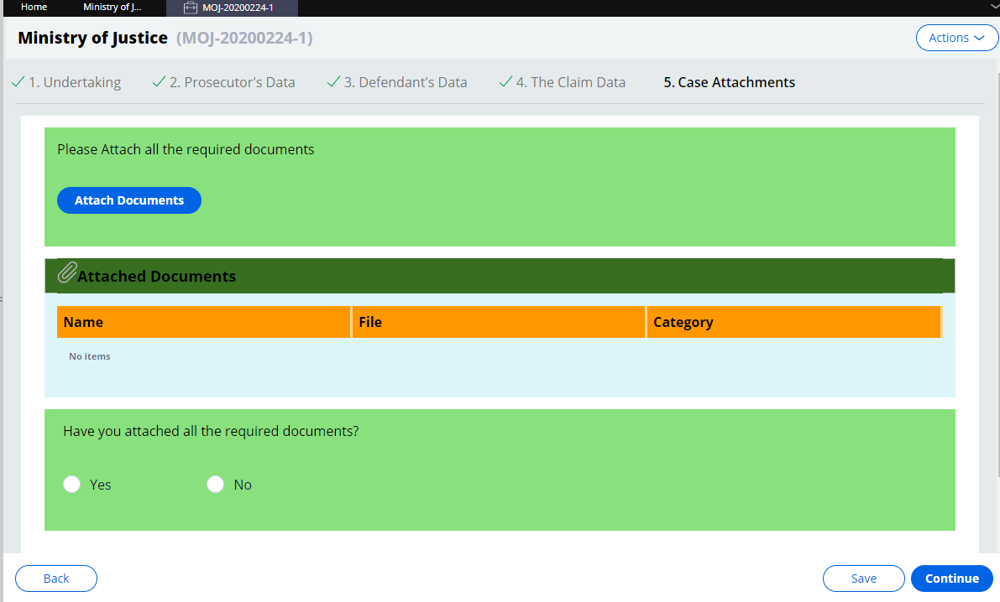 Home Ministry of J... MOJ-20200224-1
Ministry of Justice (MOJ-20200224-1) Actions
1. Undertaking 2. Prosecutor's Data 3. Defendant's Data 4. The Claim Data 5. Case Attachments
Please Attach all the required documents
Attach Documents
Attached Documents
Name File Category
No items
Have you attached all the required documents?
Yes No
Back Save Continue